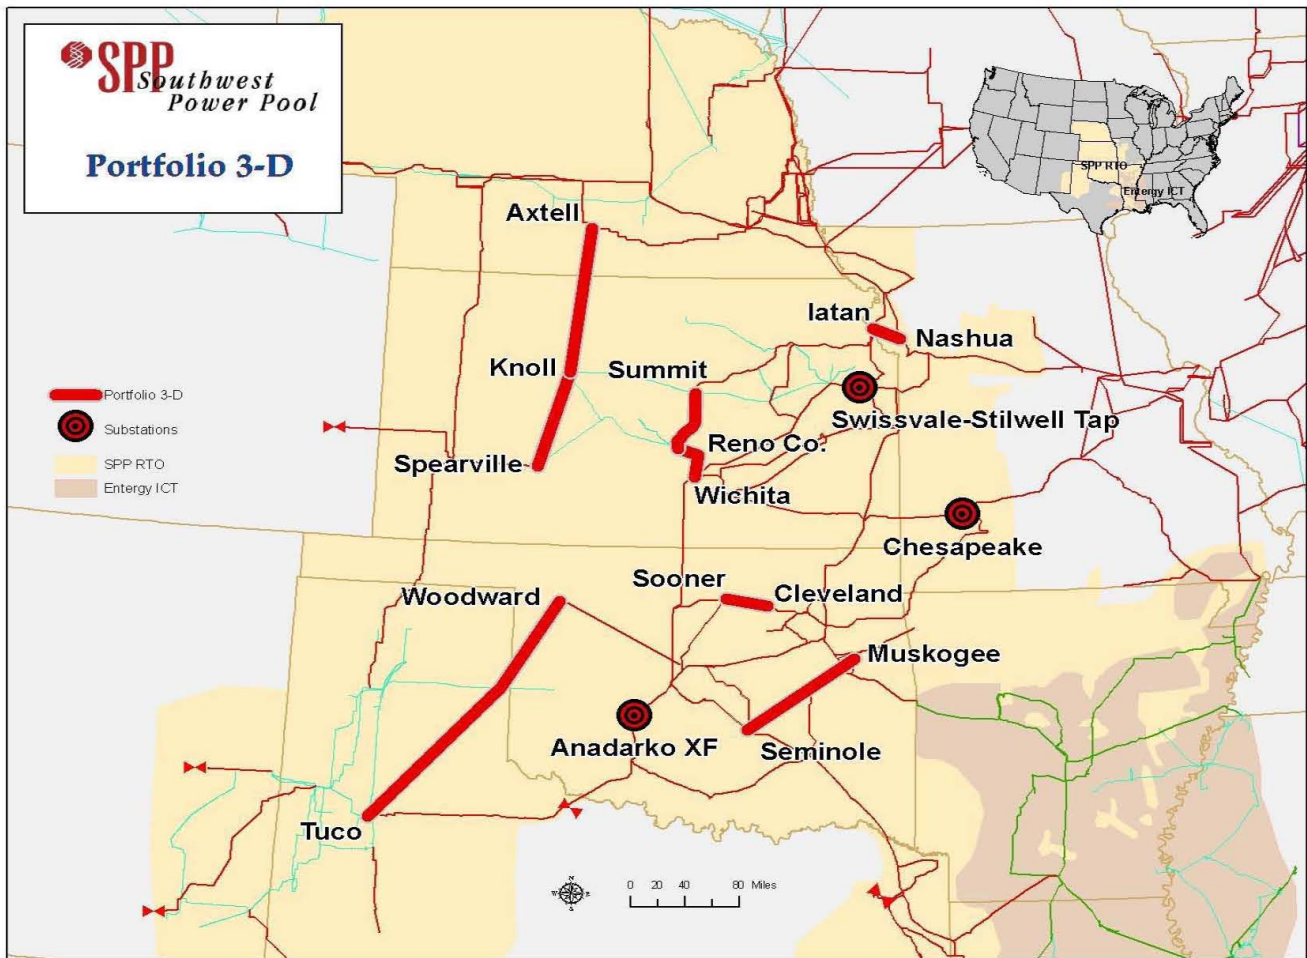 SPP
Southwest
Power Pool
Portfolio 3-D
SPP RTO
Entergy ICT
Axtell
Iatan
Nashua
Knoll
Summit
Portfolio 3-D
Substations
SPP RTO
Entergy ICT
Swissvale-Stilwell Tap
Reno Co.
Spearville
Wichita
Chesapeake
Sooner
Cleveland
Woodward
Muskogee
Anadarko XF
Seminole
Tuco
N
W E
S
0 20 40 80 Miles